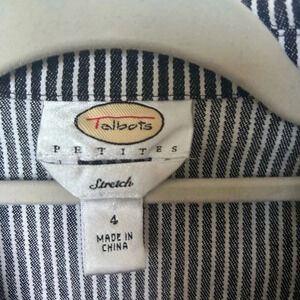 Talbots
PETITES
Stretch
4
MADE IN
CHINA